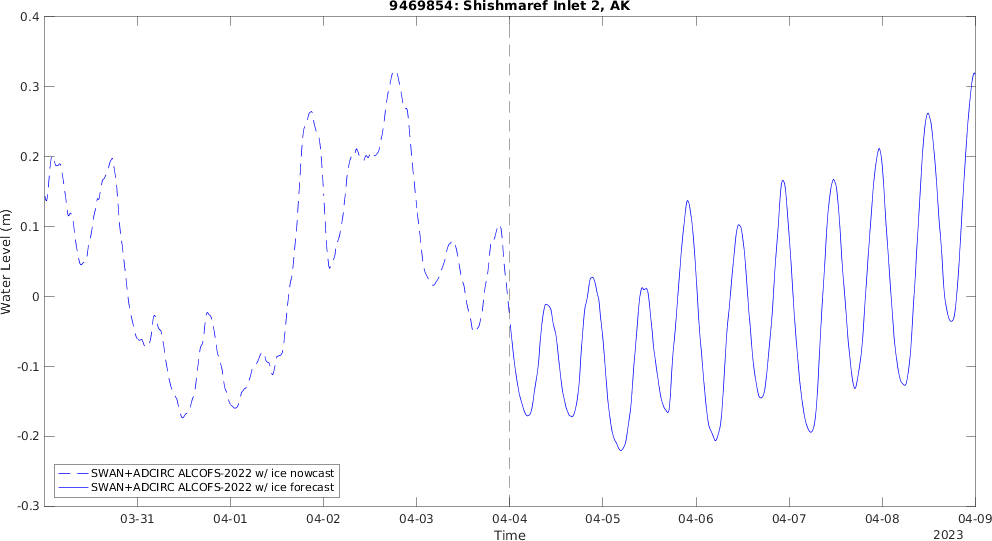 9469854: Shishmaref Inlet 2, AK
0.4
0.3
0.2
0.1
0
-0.1
-0.2
-0.3
Water Level (m)
SWAN+ADCIRC ALCOFS-2022 w/ ice nowcast
SWAN+ADCIRC ALCOFS-2022 w/ ice forecast
03-31 04-01 04-02 04-03 04-04 04-05 04-06 04-07 04-08 04-09
Time
2023